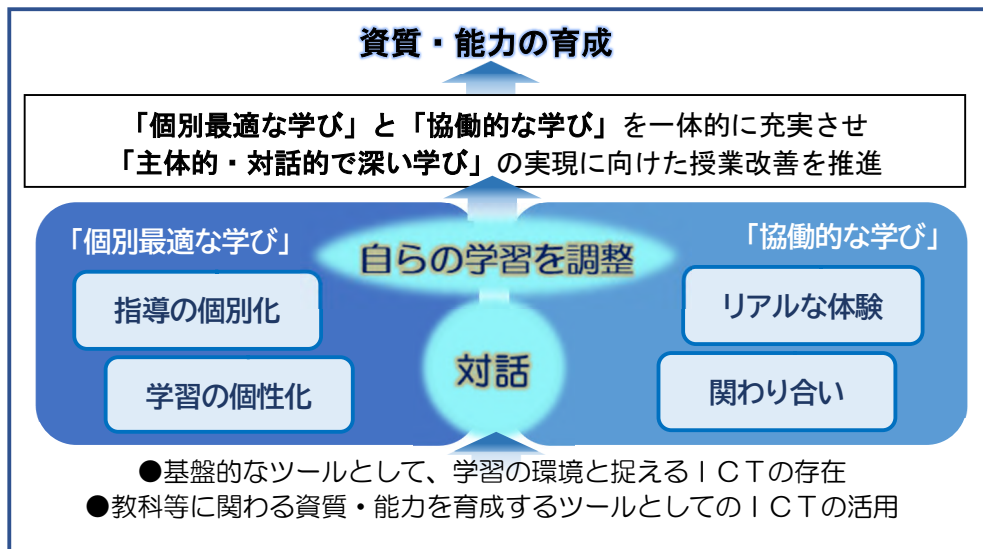 資質・能力の育成
「個別最適な学び」と「協働的な学び」を一体的に充実させ
「主体的・対話的で深い学び」の実現に向けた授業改善を推進
「個別最適な学び」
「協働的な学び」
自らの学習を調整
指導の個別化
リアルな体験
対話
学習の個性化
関わり合い
●基盤的なツールとして、学習の環境と捉えるＩＣＴの存在
●教科等に関わる資質・能力を育成するツールとしてのＩＣＴの活用